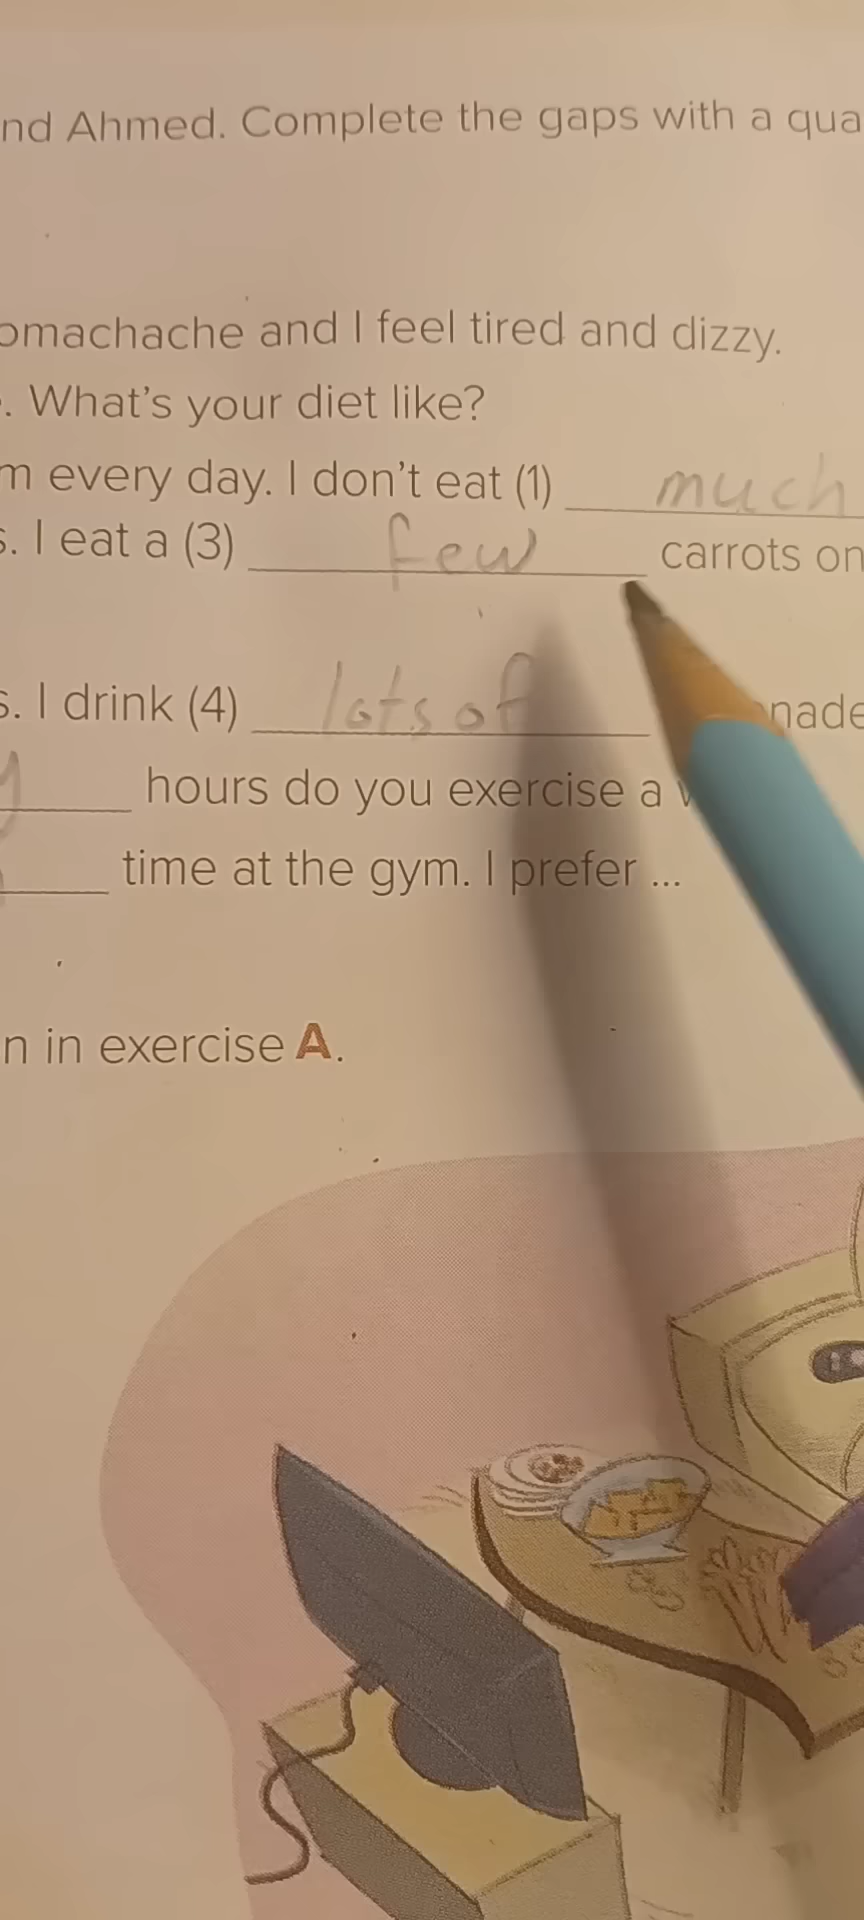 nd Ahmed. Complete the gaps with a qua
omachache and I feel tired and dizzy.
. What's your diet like?
m every day. I don't eat (1) much
s. I eat a (3) few carrots on
s. I drink (4) lots of nade
hours do you exercise a
time at the gym. I prefer ...
n in exercise A.